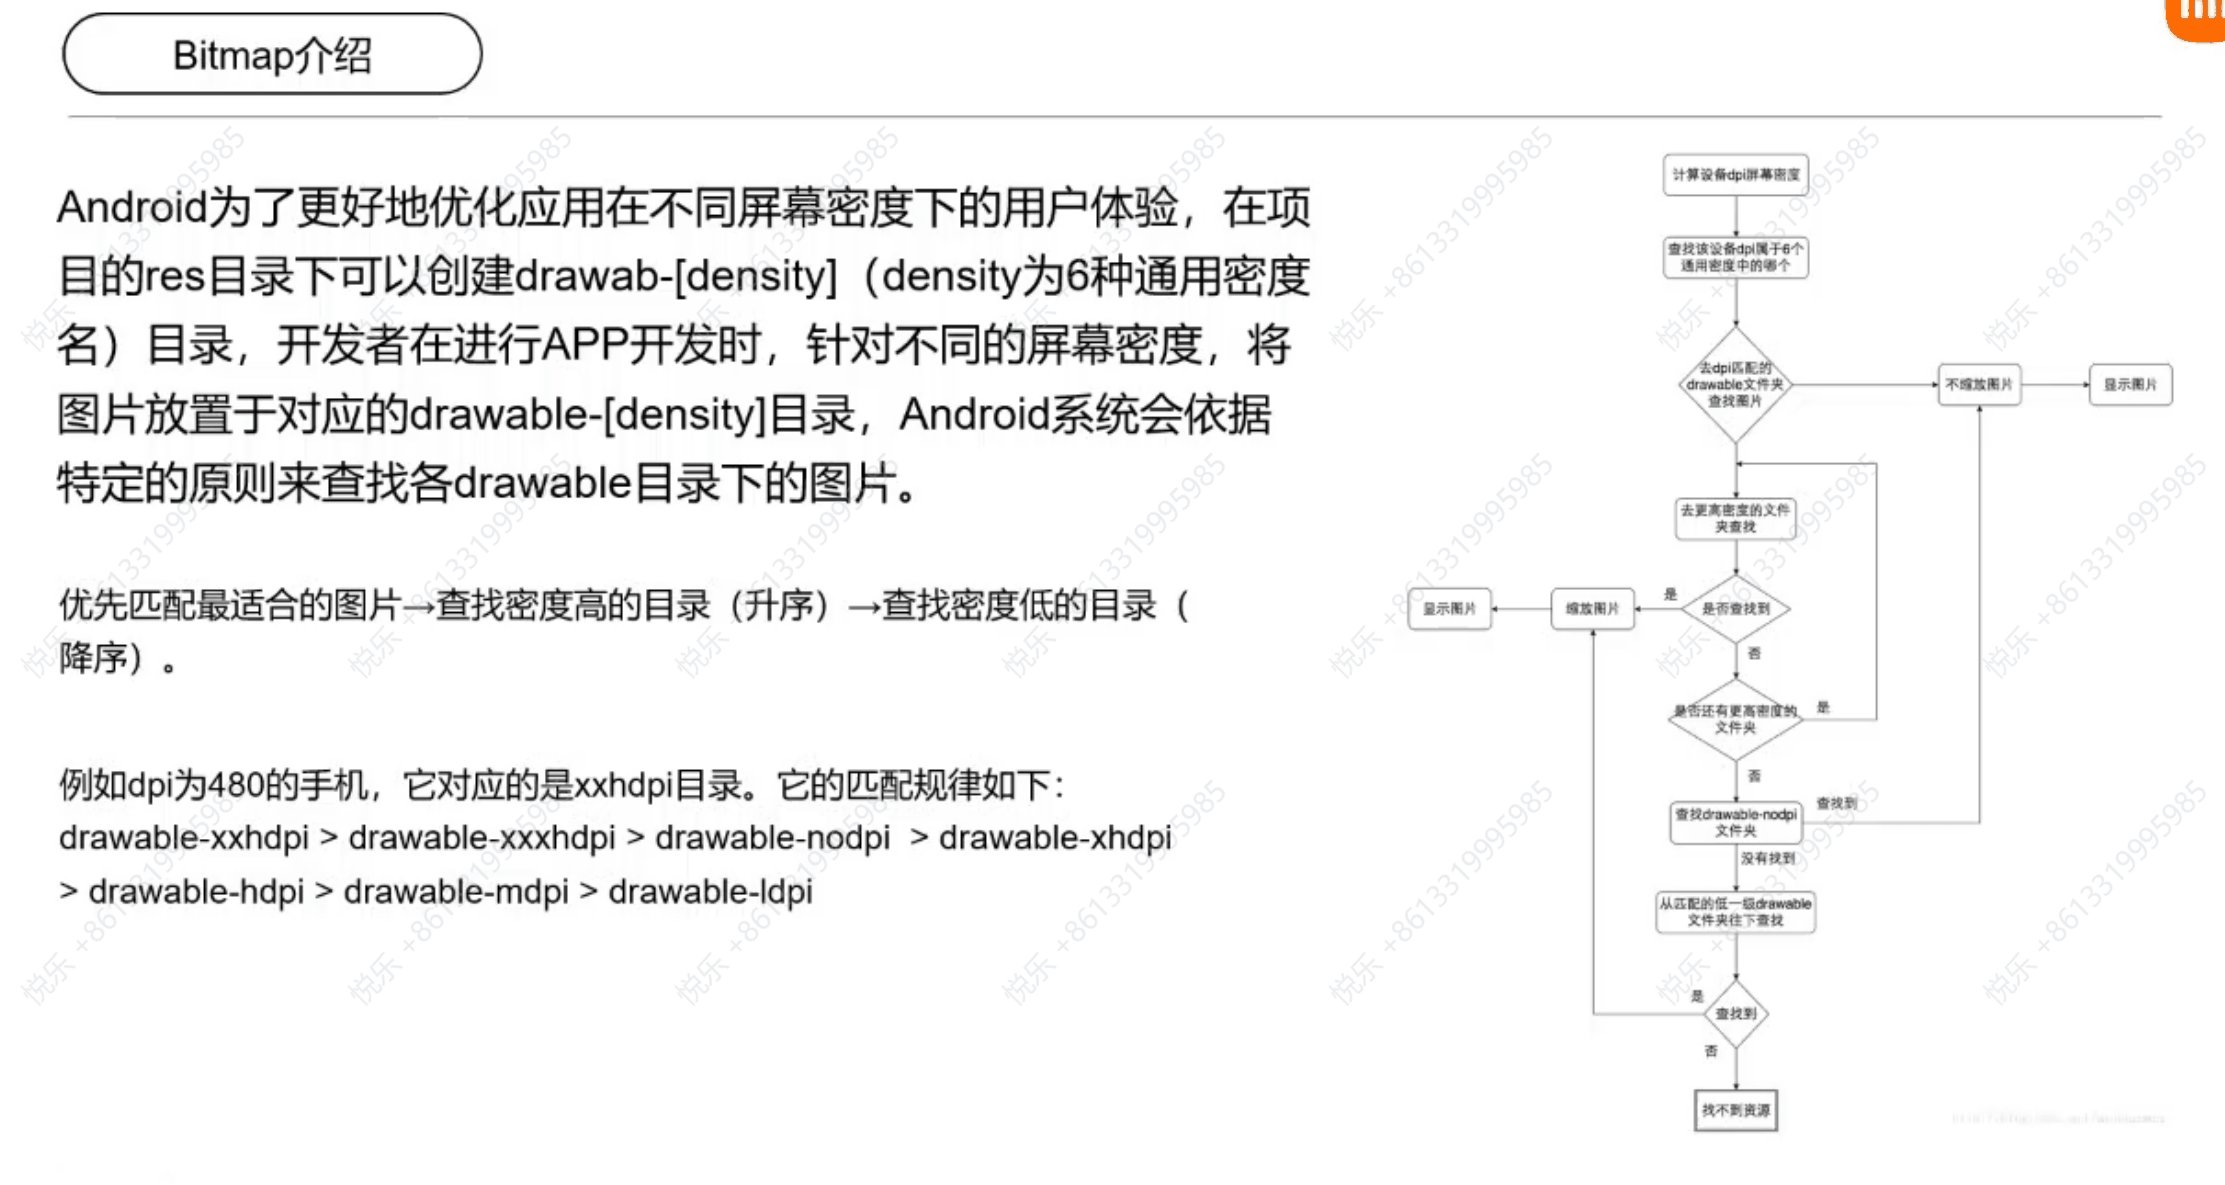 Bitmap介绍
Android为了更好地优化应用在不同屏幕密度下的用户体验，在项
目的res目录下可以创建drawab-[density]（density为6种通用密度
名）目录，开发者在进行APP开发时，针对不同的屏幕密度，将
图片放置于对应的drawable-[density]目录，Android系统会依据
特定的原则来查找各drawable目录下的图片。
优先匹配最适合的图片→查找密度高的目录（升序）→查找密度低的目录（
降序）。
例如dpi为480的手机，它对应的是xxhdpi目录。它的匹配规律如下：
drawable-xxhdpi > drawable-xxxhdpi > drawable-nodpi > drawable-xhdpi
> drawable-hdpi > drawable-mdpi > drawable-ldpi
计算设备dpi屏幕密度
查找该设备dpi属于6个
通用密度中的哪个
去dpi匹配的
drawable文件夹
查找图片
不缩放图片
显示图片
去更高密度的文件
夹查找
是否查找到
是
缩放图片
显示图片
否
是否还有更高密度的
文件夹
是
否
查找drawable-nodpi
文件夹
查找到
没有找到
从匹配的低一级drawable
文件夹往下查找
是
查找到
否
找不到资源
悦乐 +8613319995985